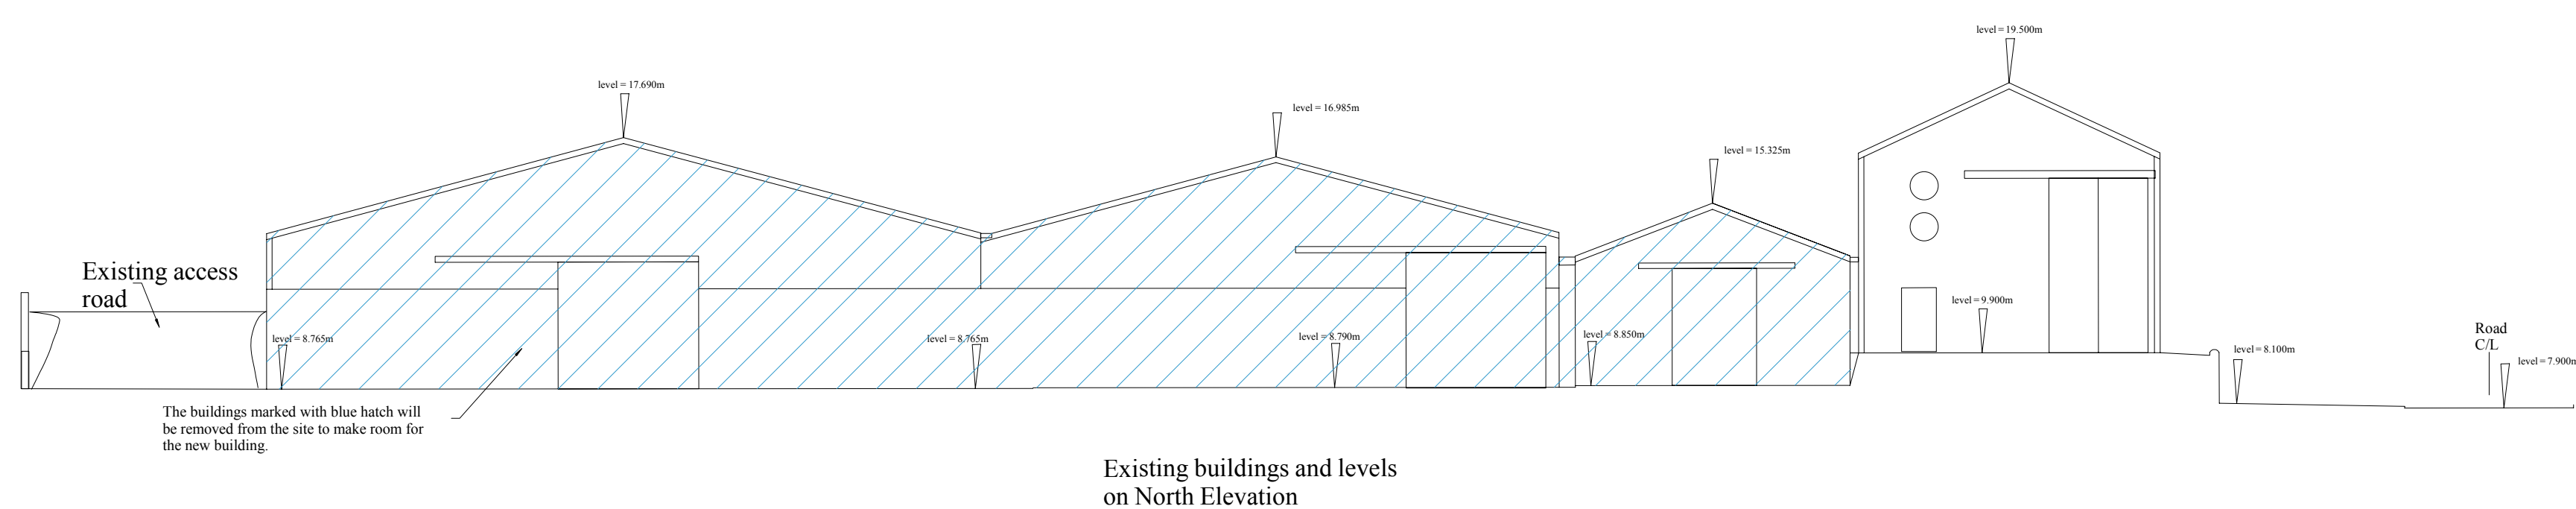 level = 19.500m
level = 17.690m
level = 16.985m
level = 15.325m
Existing access
road
level = 9.900m
level = 8.765m
level = 8.765m
level = 8.790m
level = 8.850m
Road
C/L
level = 8.100m
level = 7.900m
The buildings marked with blue hatch will
be removed from the site to make room for
the new building.
Existing buildings and levels
on North Elevation